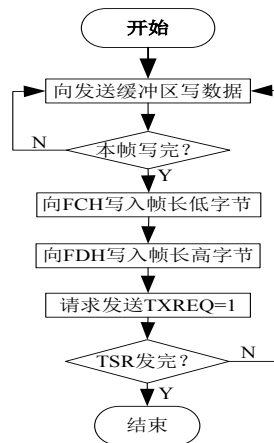 开始
向发送缓冲区写数据
N
本帧写完?
Y
向FCH写入帧长低字节
向FDH写入帧长高字节
请求发送TXREQ=1
TSR发完?
N
Y
结束